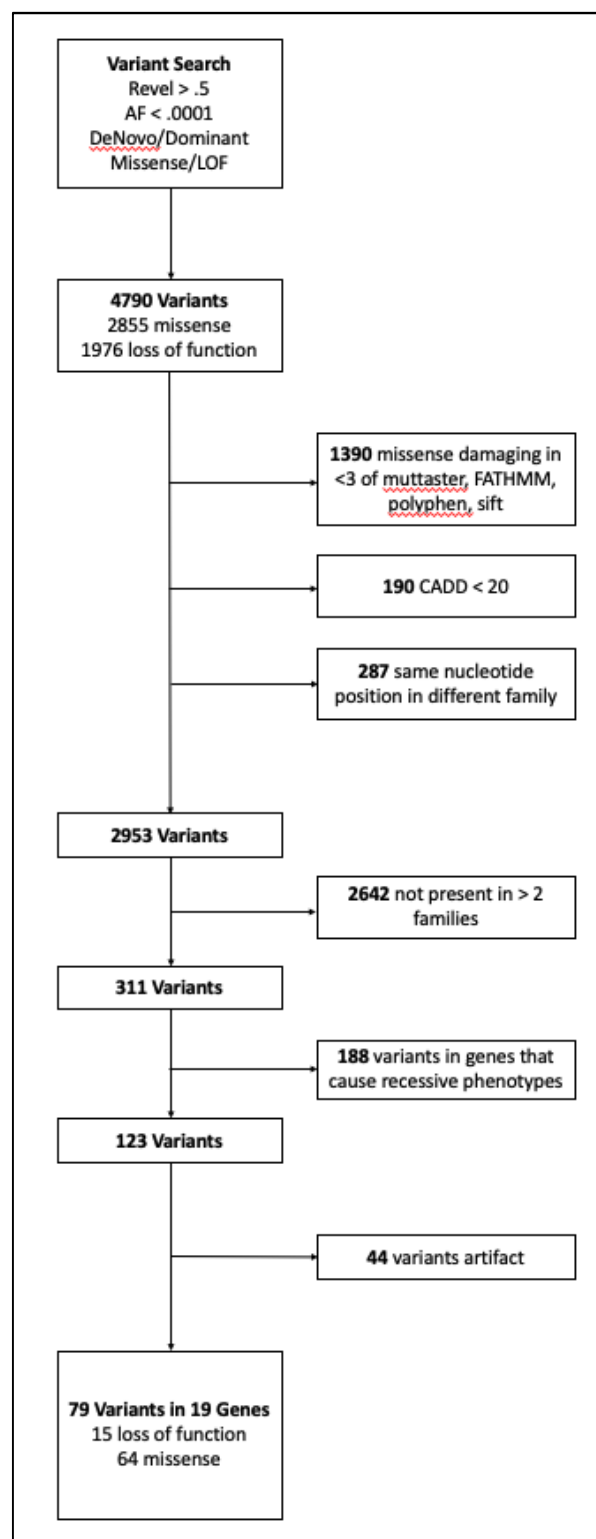 Variant Search
Revel > .5
AF < .0001
DeNovo/Dominant
Missense/LOF
4790 Variants
2855 missense
1976 loss of function
1390 missense damaging in
<3 of muttaster, FATHMM,
polyphen, sift
190 CADD < 20
287 same nucleotide
position in different family
2953 Variants
2642 not present in > 2
families
311 Variants
188 variants in genes that
cause recessive phenotypes
123 Variants
44 variants artifact
79 Variants in 19 Genes
15 loss of function
64 missense